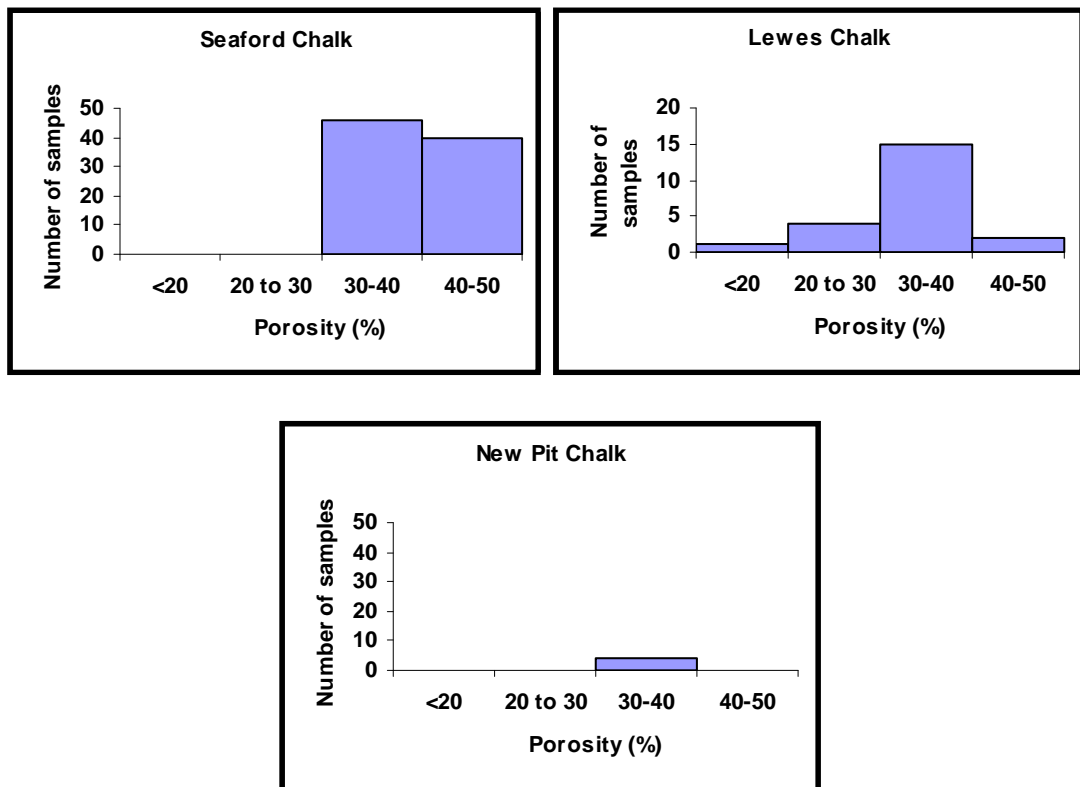 Seaford Chalk
Number of samples
50
40
30
20
10
0
<20 20 to 30 30-40 40-50
Porosity (%)
Lewes Chalk
Number of
samples
20
15
10
5
0
<20 20 to 30 30-40 40-50
Porosity (%)
New Pit Chalk
Number of samples
50
40
30
20
10
0
<20 20 to 30 30-40 40-50
Porosity (%)